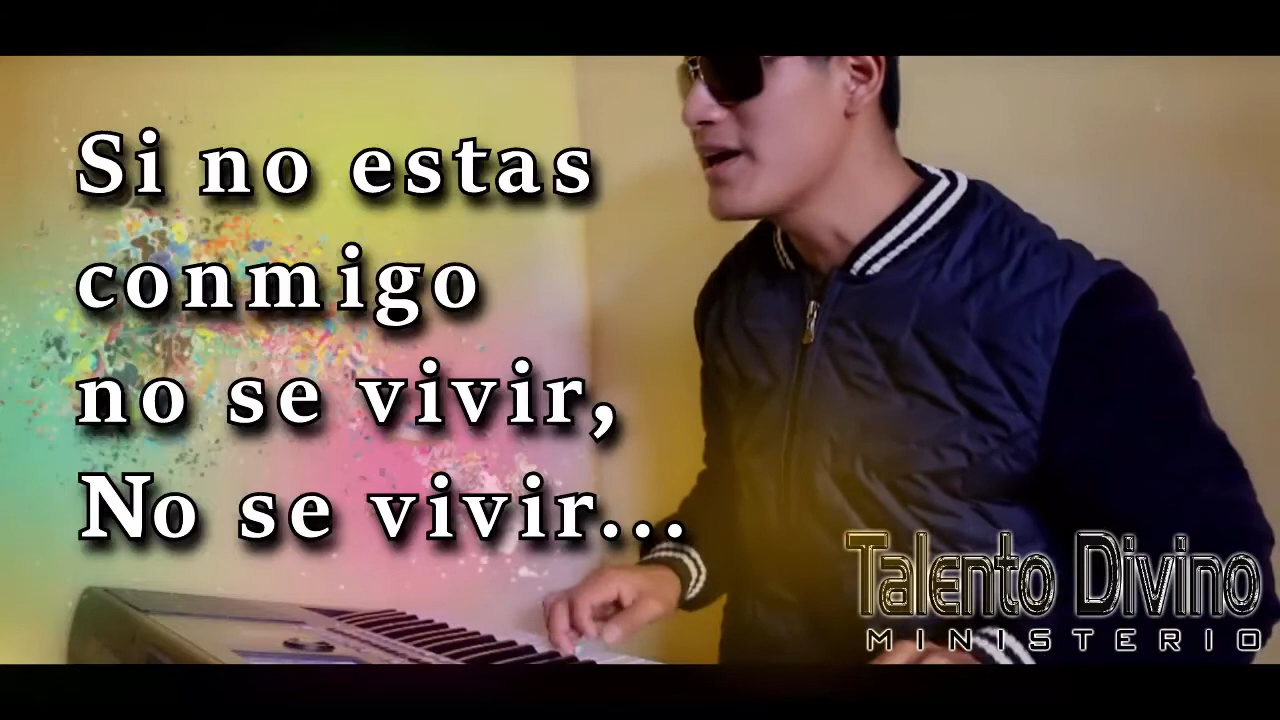 Si no estas
conmigo
no se vivir,
No se vivir...
Talento Divino
MINISTERIO